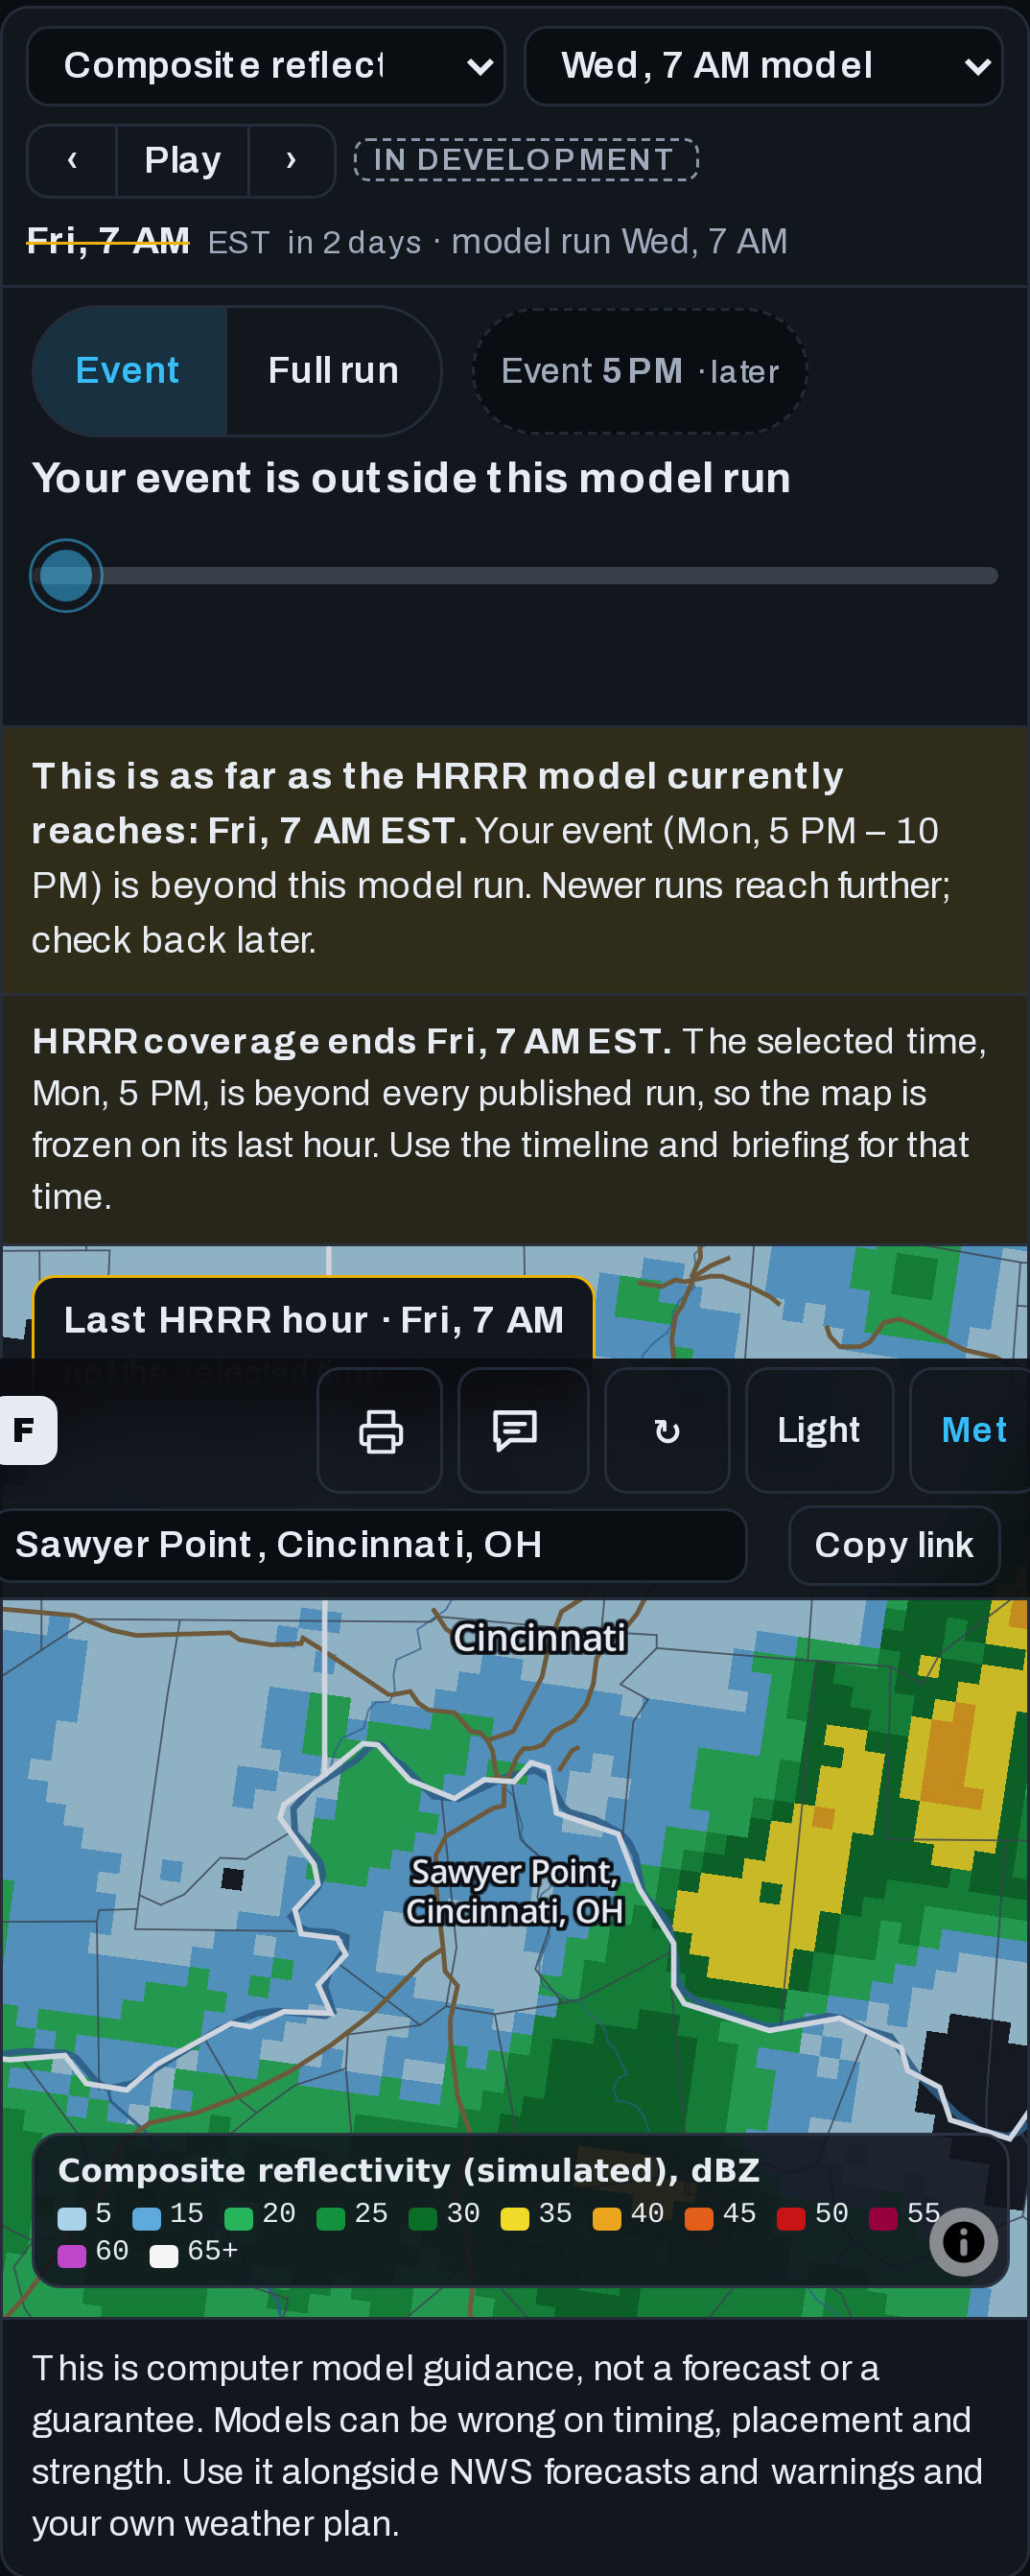 Composite reflect
Wed, 7 AM model
‹ Play › IN DEVELOPMENT
Fri, 7 AM EST in 2 days · model run Wed, 7 AM
Event Full run Event 5 PM · later
Your event is outside this model run
This is as far as the HRRR model currently
reaches: Fri, 7 AM EST. Your event (Mon, 5 PM – 10
PM) is beyond this model run. Newer runs reach further;
check back later.
HRRR coverage ends Fri, 7 AM EST. The selected time,
Mon, 5 PM, is beyond every published run, so the map is
frozen on its last hour. Use the timeline and briefing for that
time.
Last HRRR hour · Fri, 7 AM
not the selected time
F Light Met
Sawyer Point, Cincinnati, OH Copy link
Cincinnati
Sawyer Point,
Cincinnati, OH
Composite reflectivity (simulated), dBZ
5 15 20 25 30 35 40 45 50 55
60 65+
This is computer model guidance, not a forecast or a
guarantee. Models can be wrong on timing, placement and
strength. Use it alongside NWS forecasts and warnings and
your own weather plan.